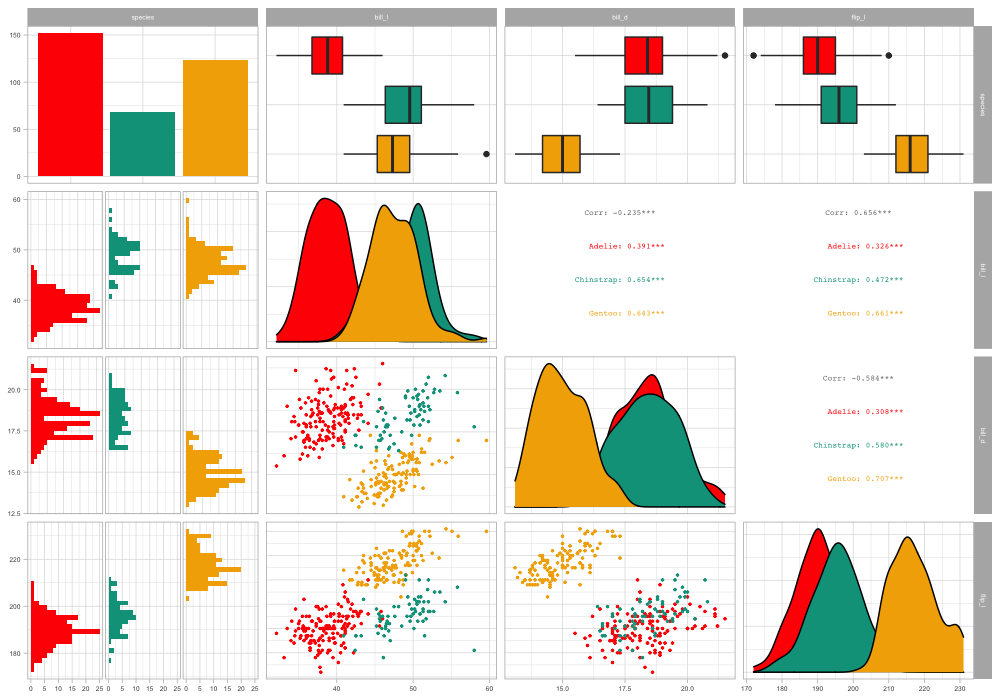 species
bill_l
bill_d
flip_l
150
100
50
0
species
60
40
Corr: -0.235***
Adelie: 0.391***
Chinstrap: 0.654***
Gentoo: 0.643***
Corr: 0.656***
Adelie: 0.326***
Chinstrap: 0.472***
Gentoo: 0.661***
bill_l
20.0
17.5
15.0
12.5
Corr: -0.584***
Adelie: 0.308***
Chinstrap: 0.580***
Gentoo: 0.707***
bill_d
220
200
180
flip_l
0 5 10 15 20 25
0 5 10 15 20 25
0 5 10 15 20 25
40 50 60
15.0 17.5 20.0
170 180 190 200 210 220 230